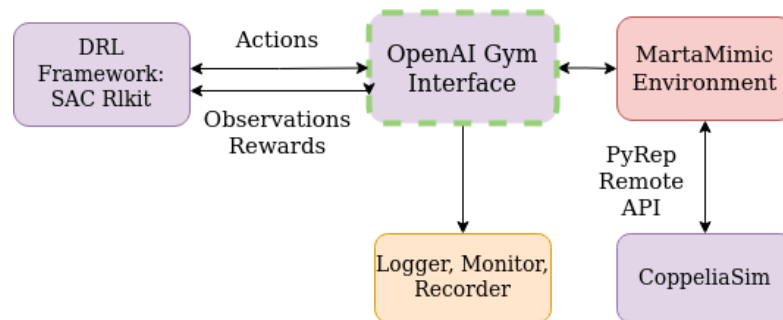 DRL
Framework:
SAC Rlkit
Actions
Observations
Rewards
OpenAI Gym
Interface
MartaMimic
Environment
PyRep
Remote
API
Logger, Monitor,
Recorder
CoppeliaSim